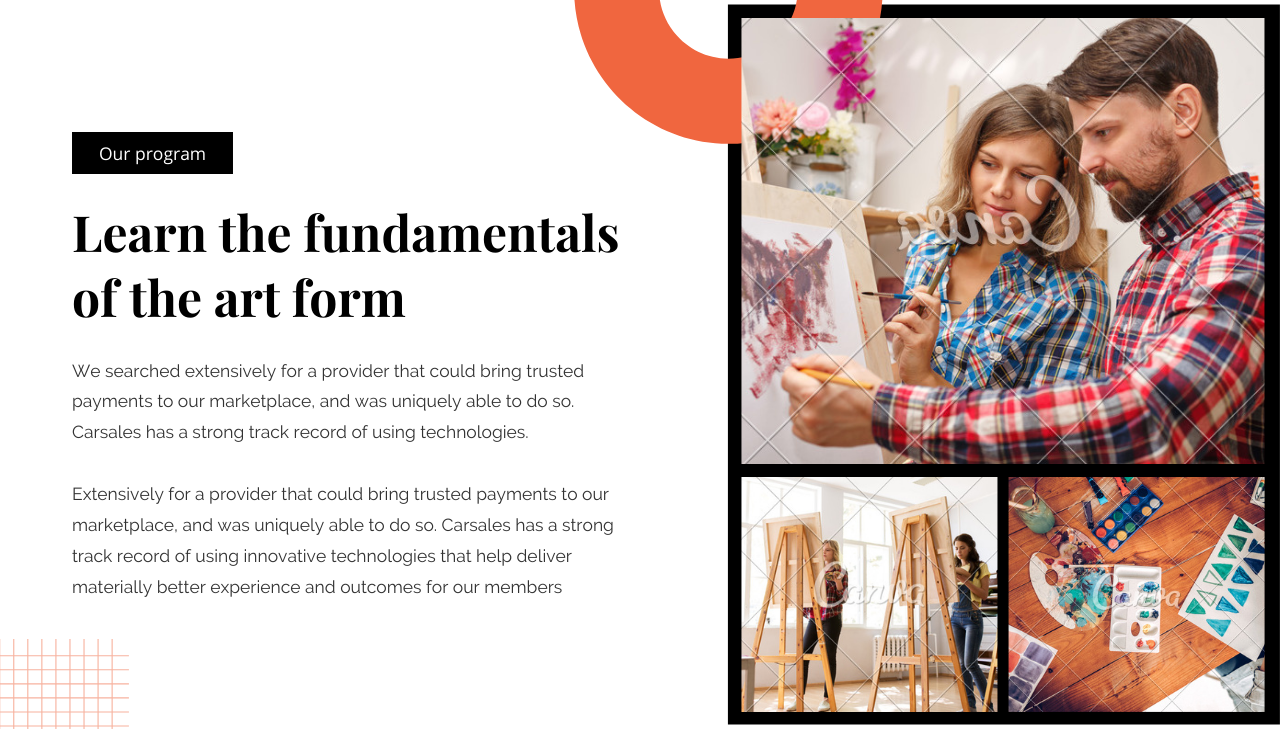 Our program
Learn the fundamentals
of the art form
We searched extensively for a provider that could bring trusted
payments to our marketplace, and was uniquely able to do so.
Carsales has a strong track record of using technologies.
Extensively for a provider that could bring trusted payments to our
marketplace, and was uniquely able to do so. Carsales has a strong
track record of using innovative technologies that help deliver
materially better experience and outcomes for our members
Canva
Canva
Canva